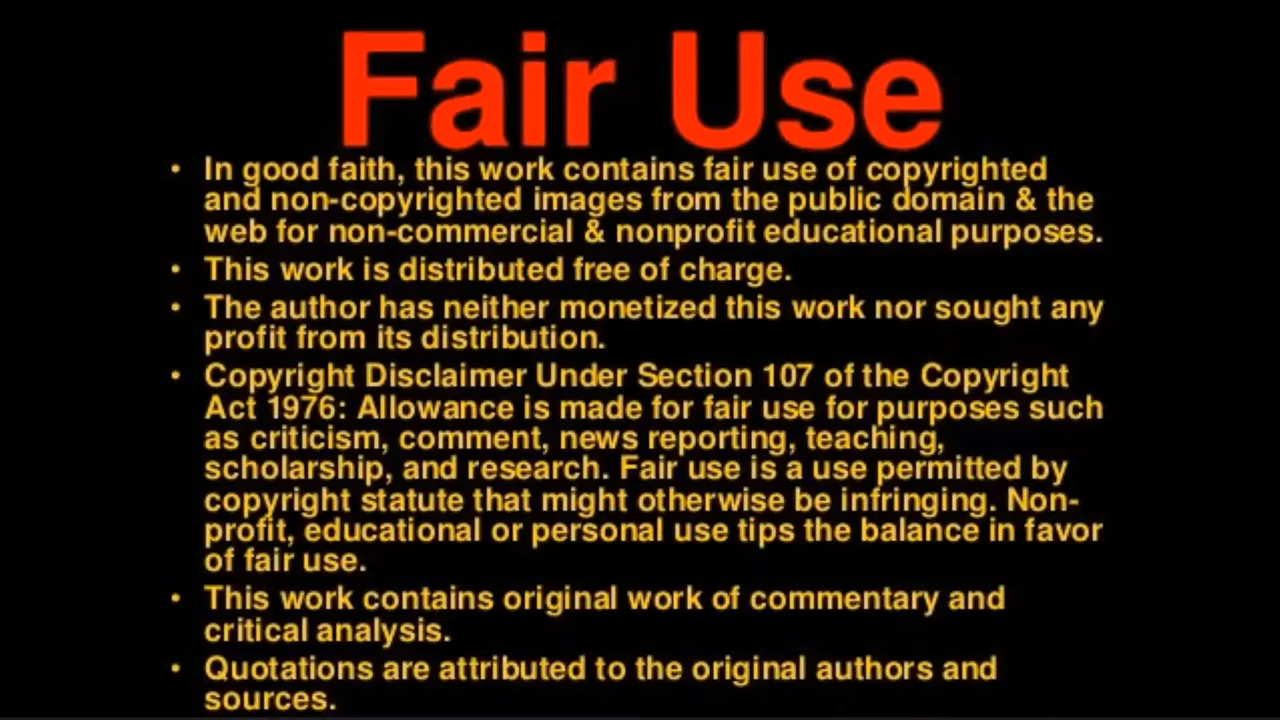 Fair Use
• In good faith, this work contains fair use of copyrighted
and non-copyrighted images from the public domain & the
web for non-commercial & nonprofit educational purposes.
• This work is distributed free of charge.
• The author has neither monetized this work nor sought any
profit from its distribution.
• Copyright Disclaimer Under Section 107 of the Copyright
Act 1976: Allowance is made for fair use for purposes such
as criticism, comment, news reporting, teaching,
scholarship, and research. Fair use is a use permitted by
copyright statute that might otherwise be infringing. Non-
profit, educational or personal use tips the balance in favor
of fair use.
• This work contains original work of commentary and
critical analysis.
• Quotations are attributed to the original authors and
sources.